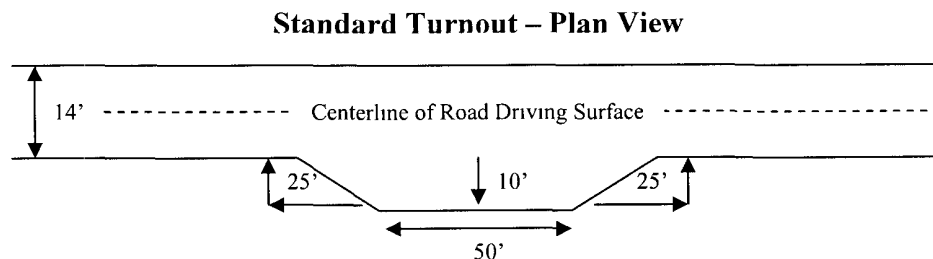 Standard Turnout – Plan View
14’
Centerline of Road Driving Surface
25’ 10’ 25’
50’